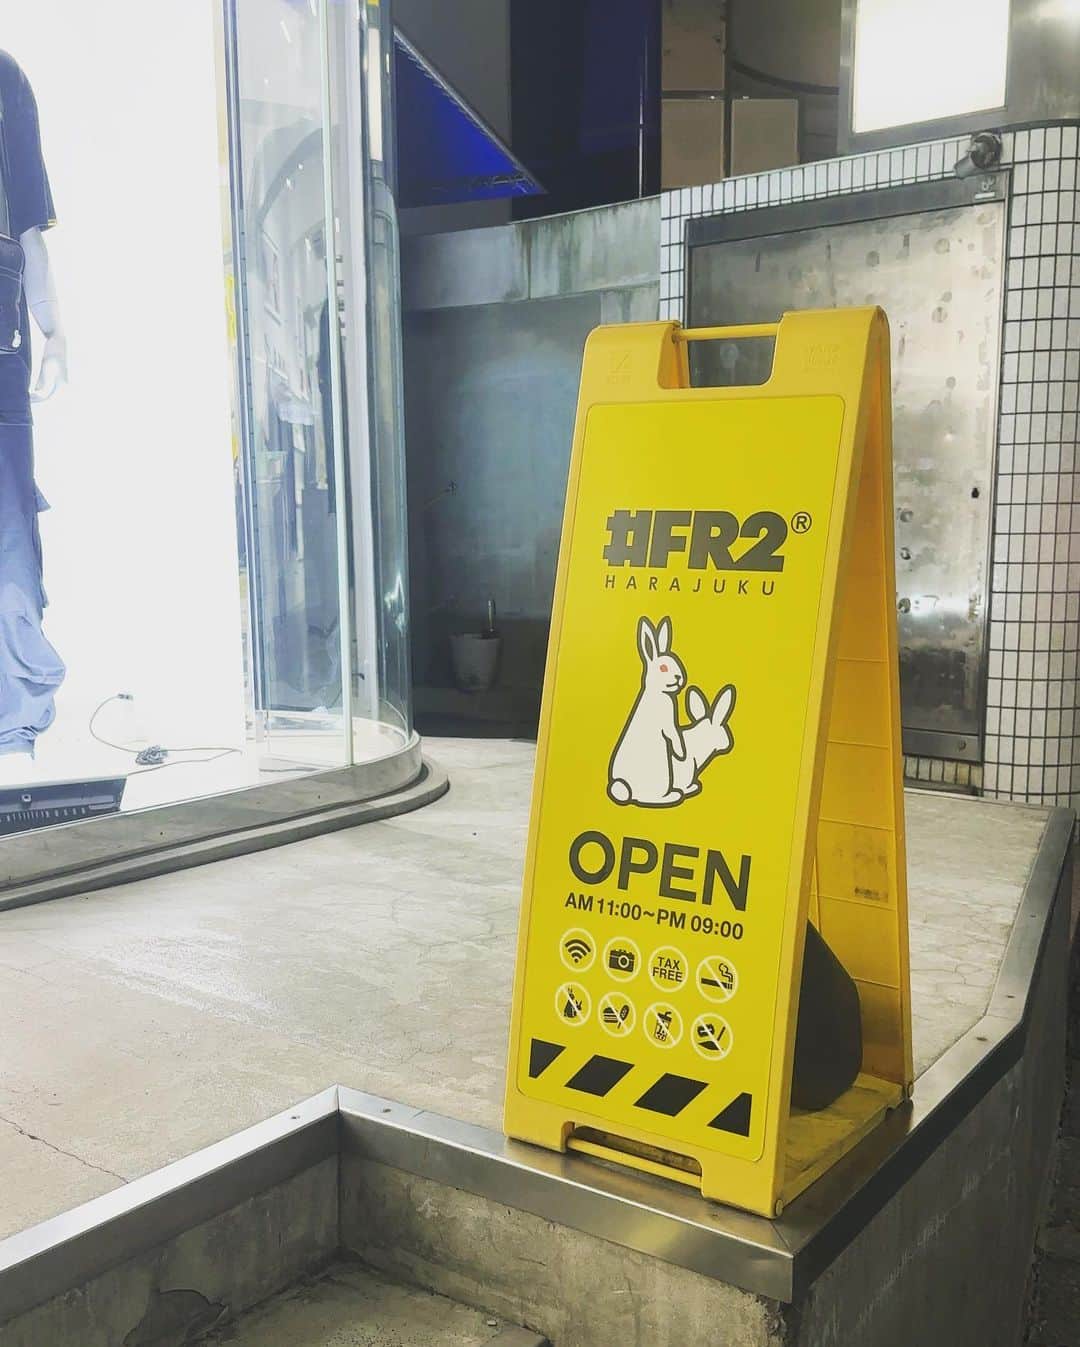 #FR2®
HARAJUKU
OPEN
AM 11:00~PM 09:00
TAX
FREE